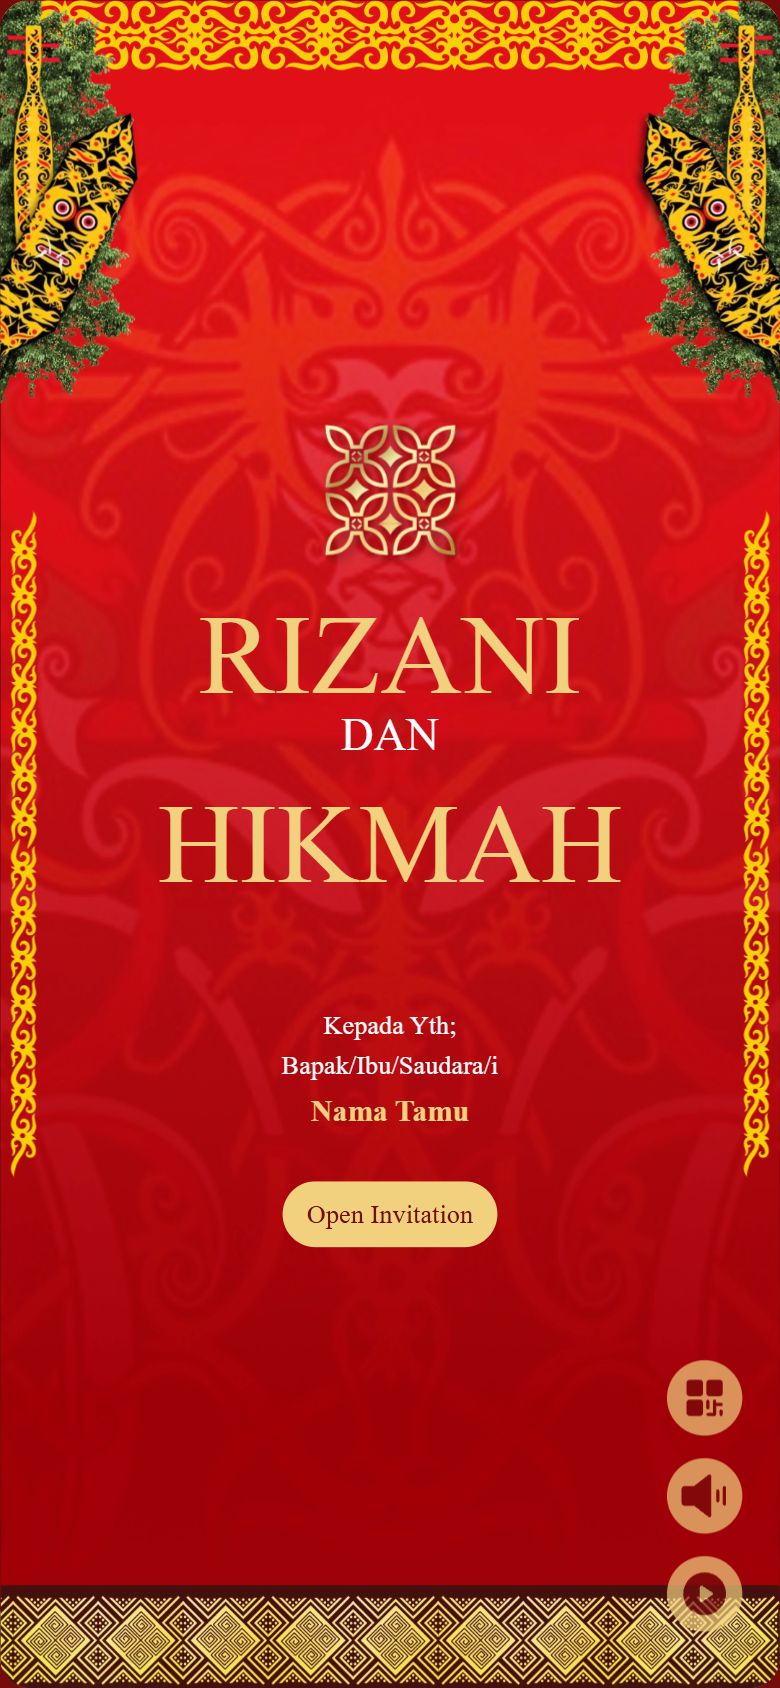 RIZANI
DAN
HIKMAH
Kepada Yth;
Bapak/Ibu/Saudara/i
Nama Tamu
Open Invitation